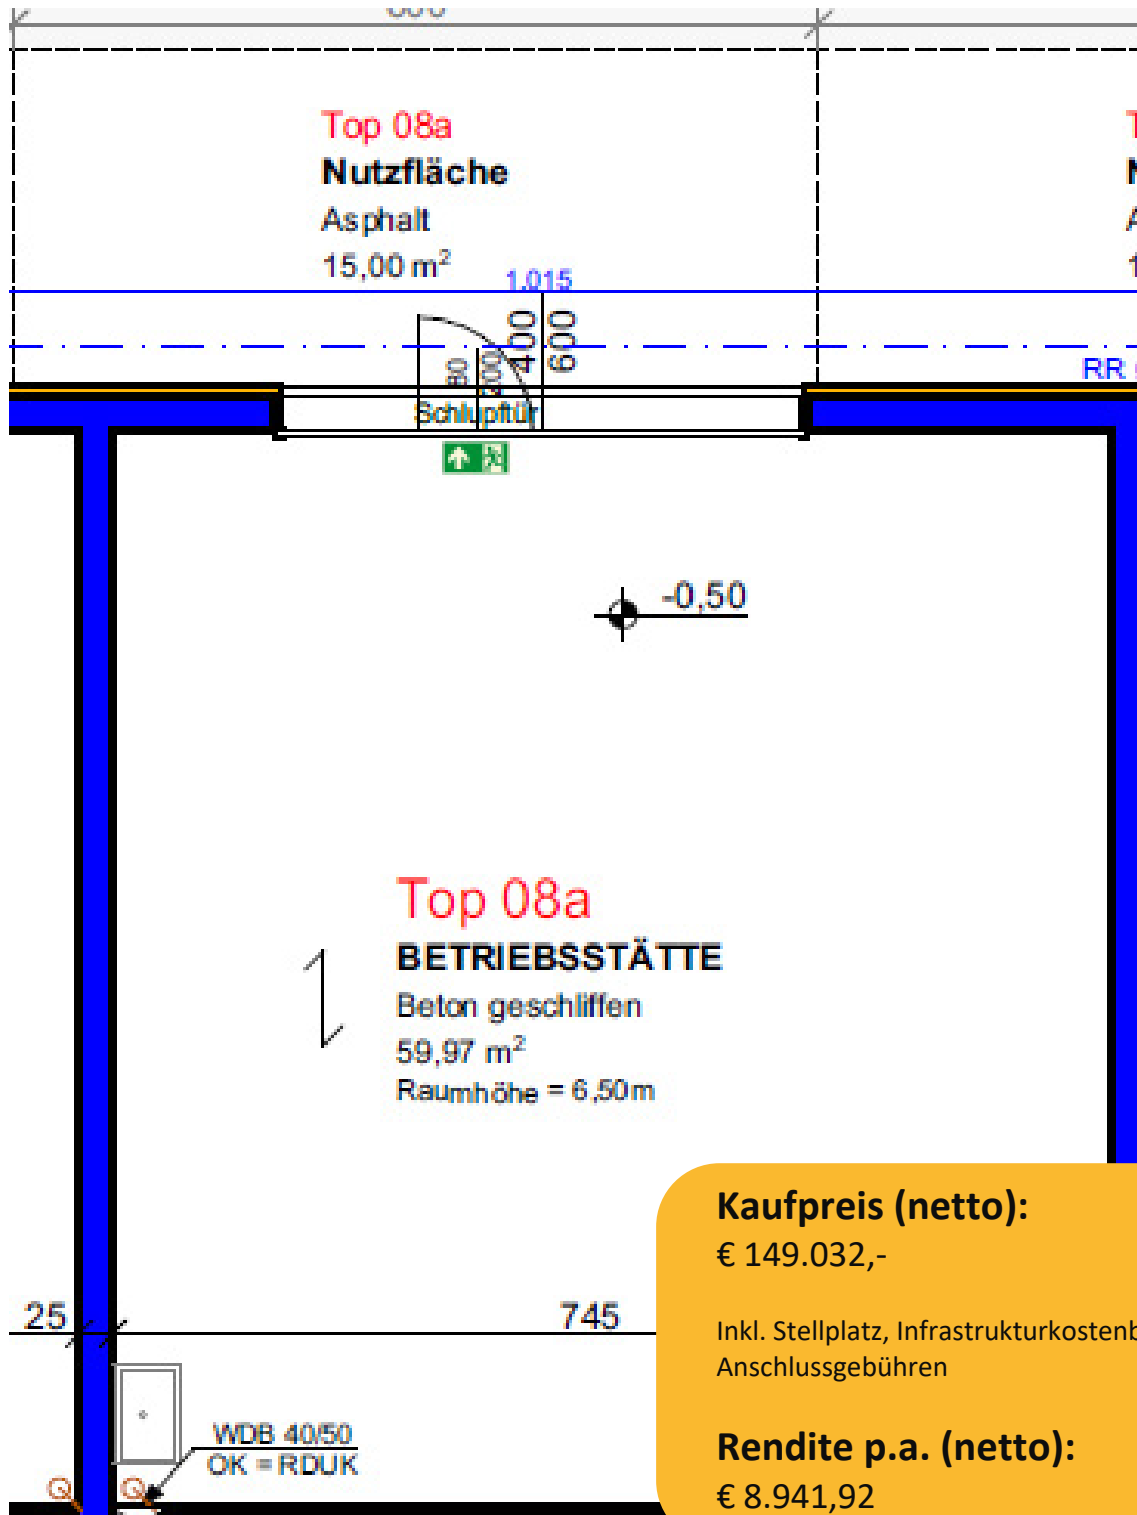 Top 08a
Nutzfläche
Asphalt
15,00 m²
1.015
400
600
80
200
RR
Schlupftür
-0,50
Top 08a
BETRIEBSSTÄTTE
Beton geschliffen
59,97 m²
Raumhöhe = 6,50m
Kaufpreis (netto):
€ 149.032,-
25
745
Inkl. Stellplatz, Infrastrukturkostenb
Anschlussgebühren
WDB 40/50
OK = RDUK
Rendite p.a. (netto):
€ 8.941,92